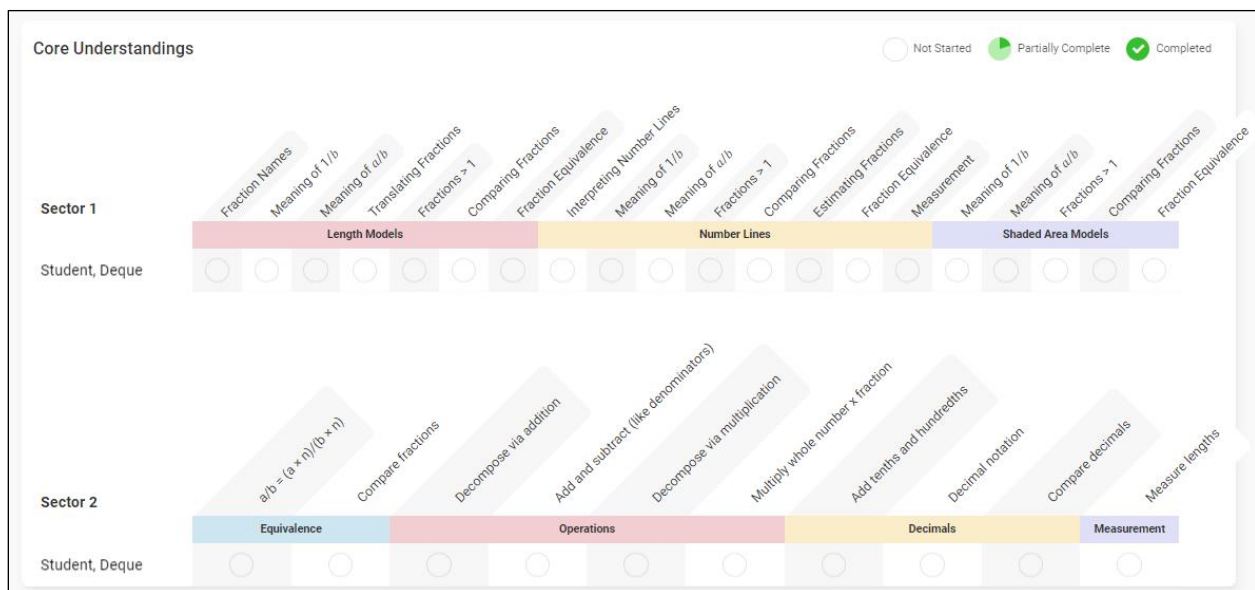 Core Understandings
Not Started
Partially Complete
Completed
Sector 1
Fraction Names
Meaning of 1/b
Meaning of a/b
Translating Fractions
Fractions > 1
Comparing Fractions
Fraction Equivalence
Interpreting Number Lines
Meaning of 1/b
Meaning of a/b
Fractions > 1
Comparing Fractions
Estimating Fractions
Fraction Equivalence
Measurement
Meaning of 1/b
Meaning of a/b
Fractions > 1
Comparing Fractions
Fraction Equivalence
Length Models
Number Lines
Shaded Area Models
Student, Deque
Sector 2
a/b = (a × n)/(b × n)
Compare fractions
Decompose via addition
Add and subtract (like denominators)
Decompose via multiplication
Multiply whole number x fraction
Add tenths and hundredths
Decimal notation
Compare decimals
Measure lengths
Equivalence
Operations
Decimals
Measurement
Student, Deque